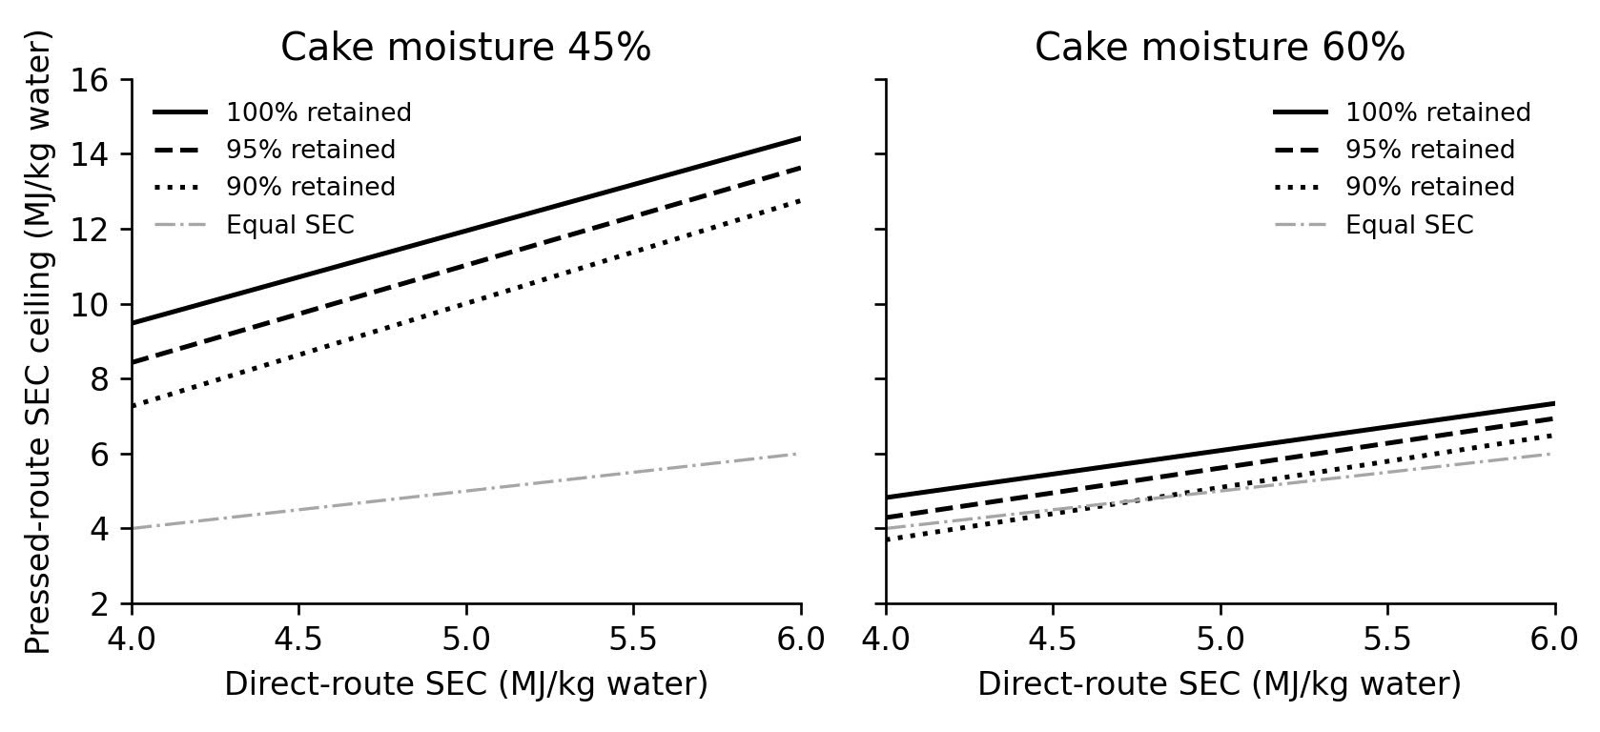 Cake moisture 45%
Pressed-route SEC ceiling (MJ/kg water)
16
14
12
10
8
6
4
2
100% retained
95% retained
90% retained
Equal SEC
4.0 4.5 5.0 5.5 6.0
Direct-route SEC (MJ/kg water)
Cake moisture 60%
100% retained
95% retained
90% retained
Equal SEC
4.0 4.5 5.0 5.5 6.0
Direct-route SEC (MJ/kg water)